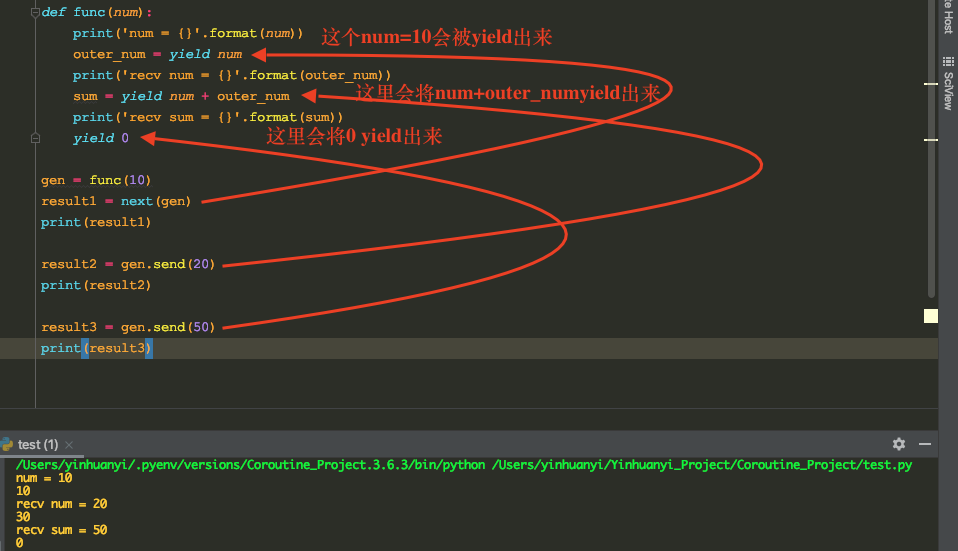 def func(num):
print('num = {}'.format(num))
这个num=10会被yield出来
outer_num = yield num
print('recv num = {}'.format(outer_num))
这里会将num+outer_numyield出来
sum = yield num + outer_num
print('recv sum = {}'.format(sum))
这里会将0 yield出来
yield 0
gen = func(10)
result1 = next(gen)
print(result1)
result2 = gen.send(20)
print(result2)
result3 = gen.send(50)
print(result3)
te Host
SciView
test (1) ×
/Users/yinhuanyi/.pyenv/versions/Coroutine_Project.3.6.3/bin/python /Users/yinhuanyi/Yinhuanyi_Project/Coroutine_Project/test.py
num = 10
10
recv num = 20
30
recv sum = 50
0